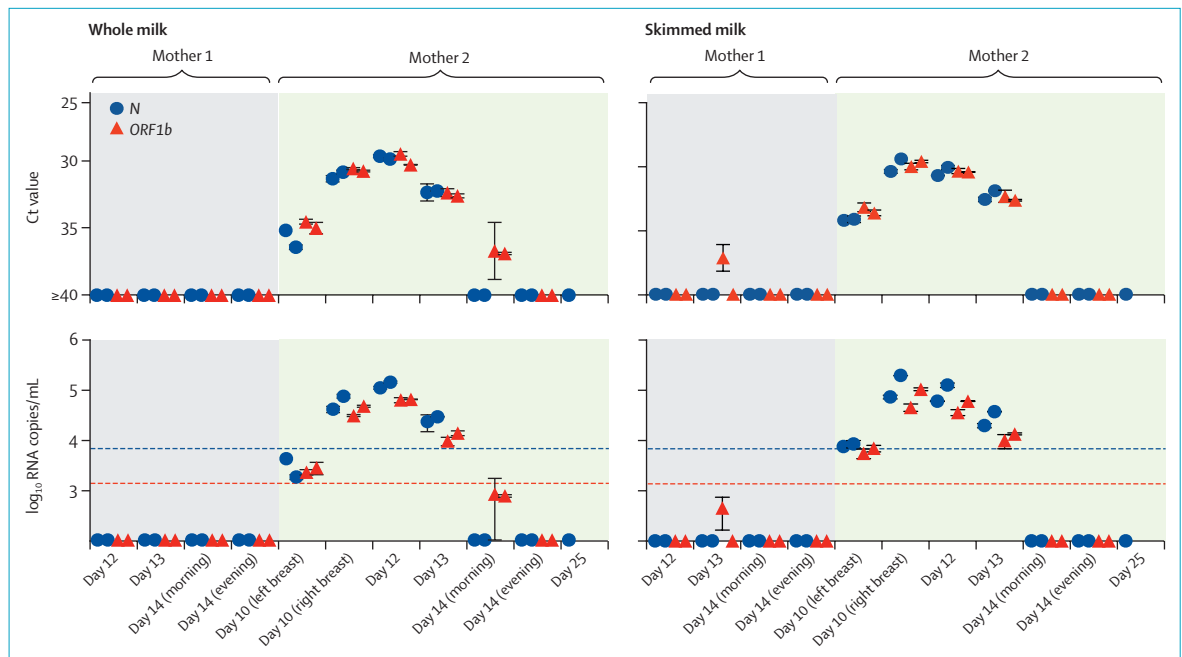 Whole milk
Skimmed milk
Mother 1
Mother 2
Mother 1
Mother 2
N
ORF1b
Ct value
25
30
35
≥40
log₁₀ RNA copies/mL
6
5
4
3
Day 12
Day 13
Day 14 (morning)
Day 14 (evening)
Day 10 (left breast)
Day 10 (right breast)
Day 12
Day 13
Day 14 (morning)
Day 14 (evening)
Day 25
Day 12
Day 13
Day 14 (morning)
Day 14 (evening)
Day 10 (left breast)
Day 10 (right breast)
Day 12
Day 13
Day 14 (morning)
Day 14 (evening)
Day 25